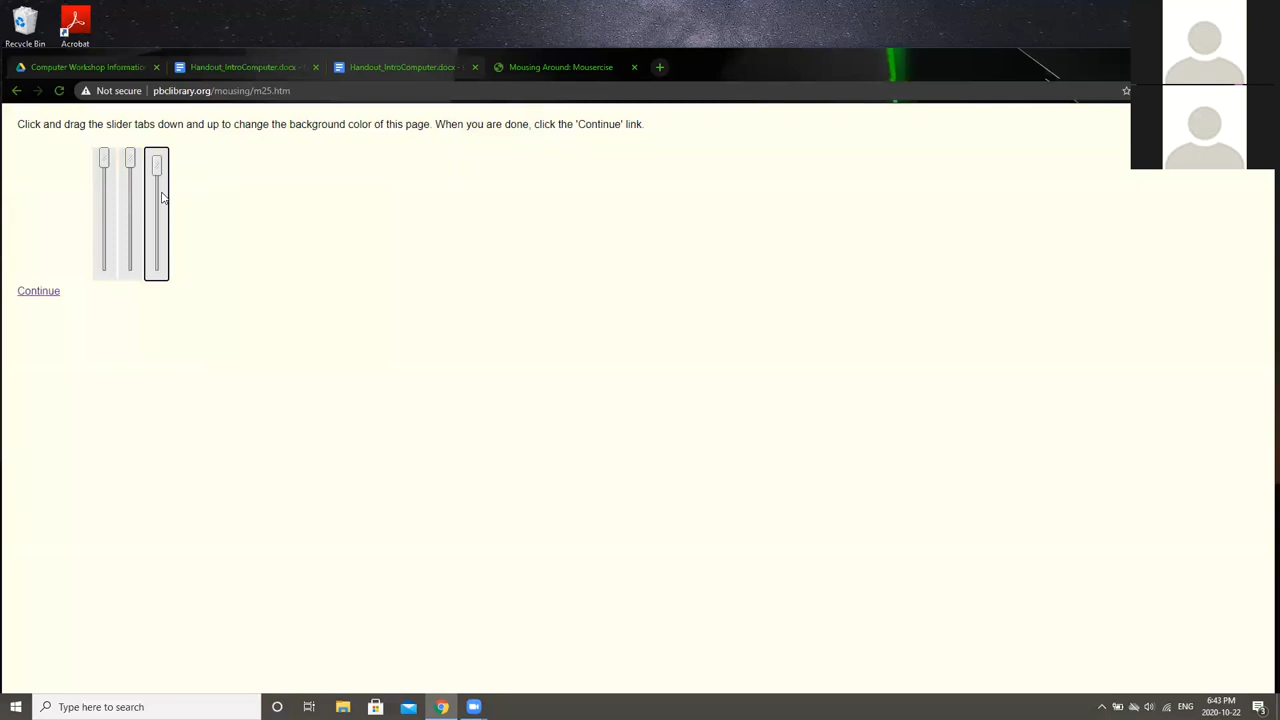 Recycle Bin
Acrobat
Computer Workshop Informatio
Handout_IntroComputer.docx -
Handout_IntroComputer.docx -
Mousing Around: Mousercise
Not secure
pbclibrary.org/mousing/m25.htm
Click and drag the slider tabs down and up to change the background color of this page. When you are done, click the 'Continue' link.
Continue
Type here to search
ENG
6:43 PM
2020-10-22
3